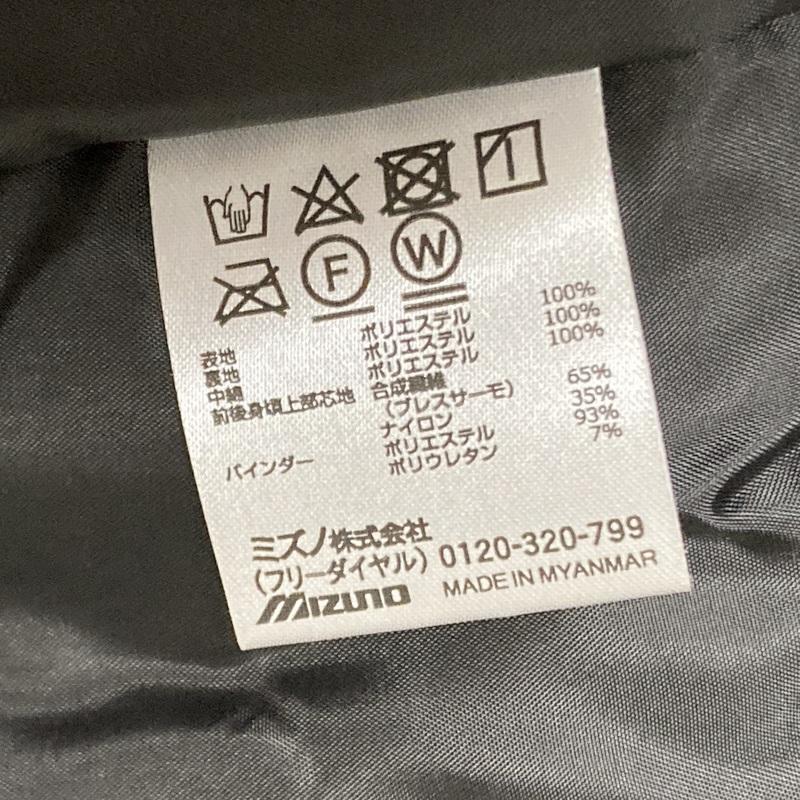 F W
表地 ポリエステル 100%
裏地 ポリエステル 100%
中綿 ポリエステル 100%
前後身頃上部芯地 合成繊維
(ブレスサーモ) 65%
ナイロン 35%
バインダー ポリエステル 93%
ポリウレタン 7%
ミズノ株式会社
(フリーダイヤル) 0120-320-799
MIZUNO MADE IN MYANMAR